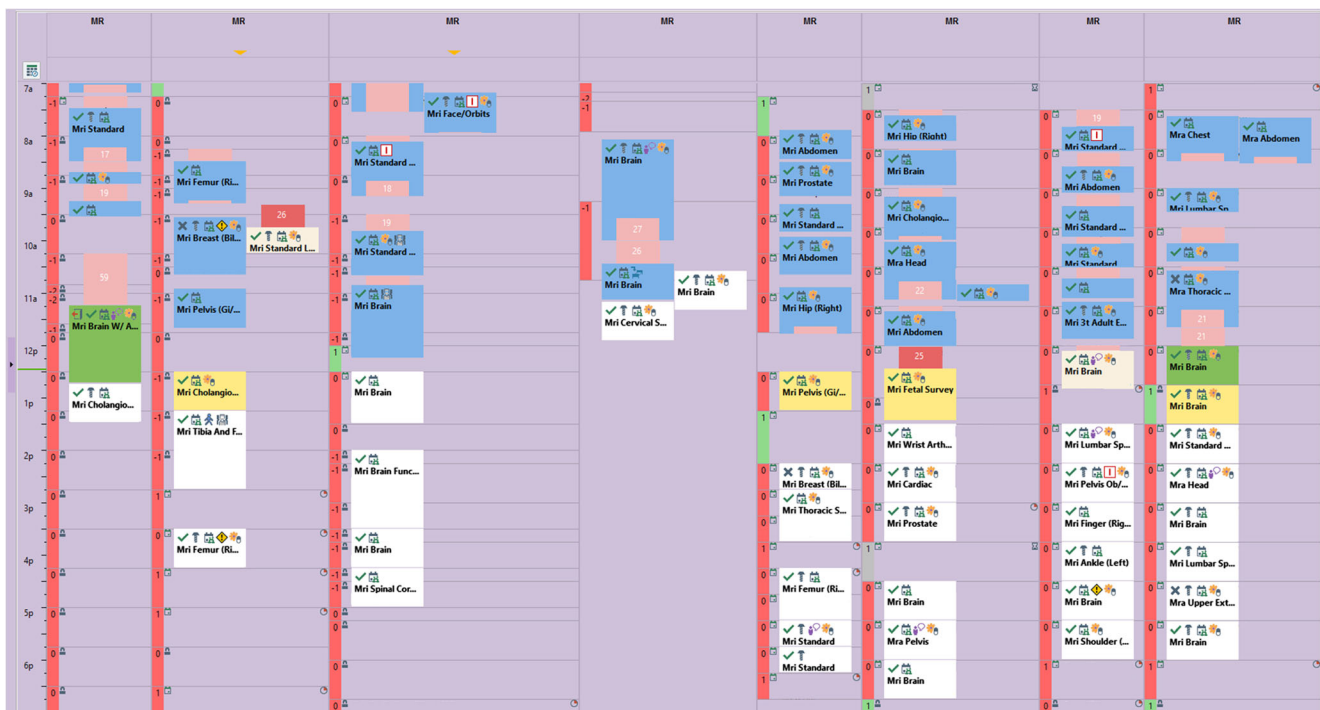 MR MR MR MR MR MR MR MR
7a
8a
9a
10a
11a
12p
1p
2p
3p
4p
5p
6p
Mri Standard
17
19
59
Mri Brain W/ A...
Mri Cholangio...
Mri Femur (Ri...
26
Mri Breast (Bil...
Mri Standard L...
Mri Pelvis (Gi/...
Mri Cholangio...
Mri Tibia And F...
Mri Femur (Ri...
Mri Face/Orbits
Mri Standard ...
18
19
Mri Standard ...
Mri Brain
Mri Brain
Mri Brain Func...
Mri Brain
Mri Spinal Cor...
Mri Brain
27
26
Mri Brain
Mri Brain
Mri Cervical S...
Mri Abdomen
Mri Prostate
Mri Standard ...
Mri Abdomen
Mri Hip (Right)
Mri Pelvis (Gi/...
Mri Breast (Bil...
Mri Thoracic S...
Mri Femur (Ri...
Mri Standard
Mri Standard
Mri Hip (Right)
Mri Brain
Mri Cholangio...
Mra Head
22
Mri Abdomen
25
Mri Fetal Survey
Mri Wrist Arth...
Mri Cardiac
Mri Prostate
Mri Brain
Mra Pelvis
Mri Brain
19
Mri Standard ...
Mri Abdomen
Mri Standard ...
Mri Standard
Mri 3t Adult E...
Mri Brain
Mri Lumbar Sp...
Mri Pelvis Ob/...
Mri Finger (Rig...
Mri Ankle (Left)
Mri Brain
Mri Shoulder (...
Mra Chest
Mra Abdomen
Mri Lumbar Sp...
Mra Thoracic ...
21
21
Mri Brain
Mri Brain
Mri Standard ...
Mra Head
Mri Brain
Mri Lumbar Sp...
Mra Upper Ext...
Mri Brain